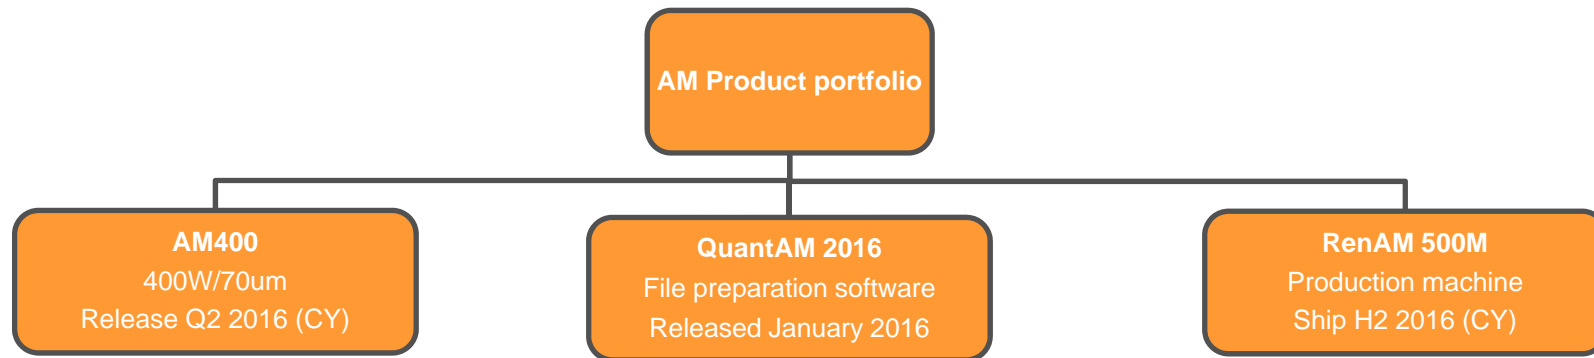 AM Product portfolio
AM400
400W/70um
Release Q2 2016 (CY)
QuantAM 2016
File preparation software
Released January 2016
RenAM 500M
Production machine
Ship H2 2016 (CY)